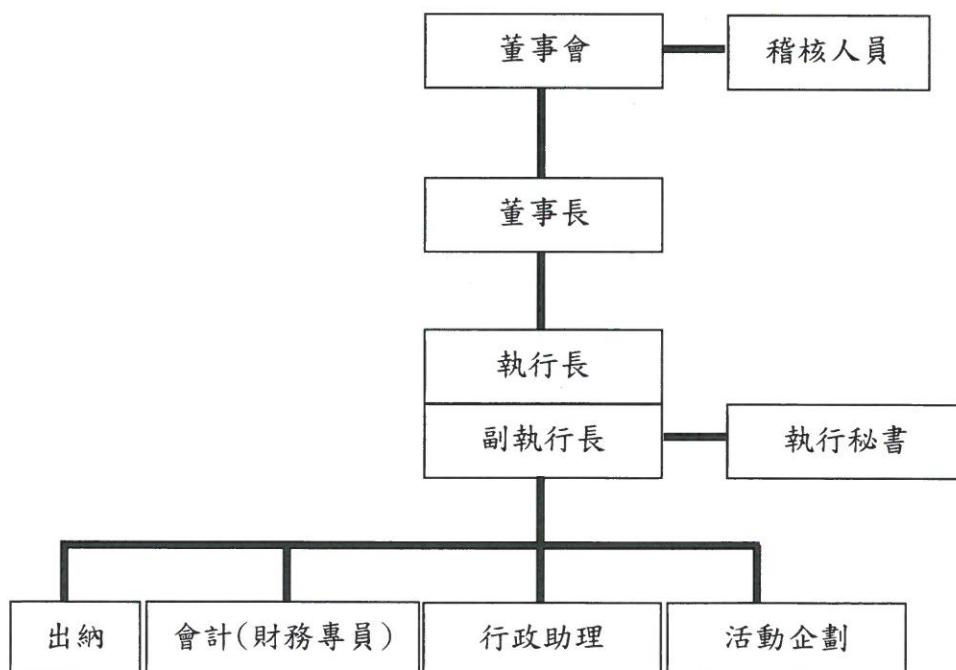 董事會
稽核人員
董事長
執行長
副執行長
執行秘書
出納
會計(財務專員)
行政助理
活動企劃